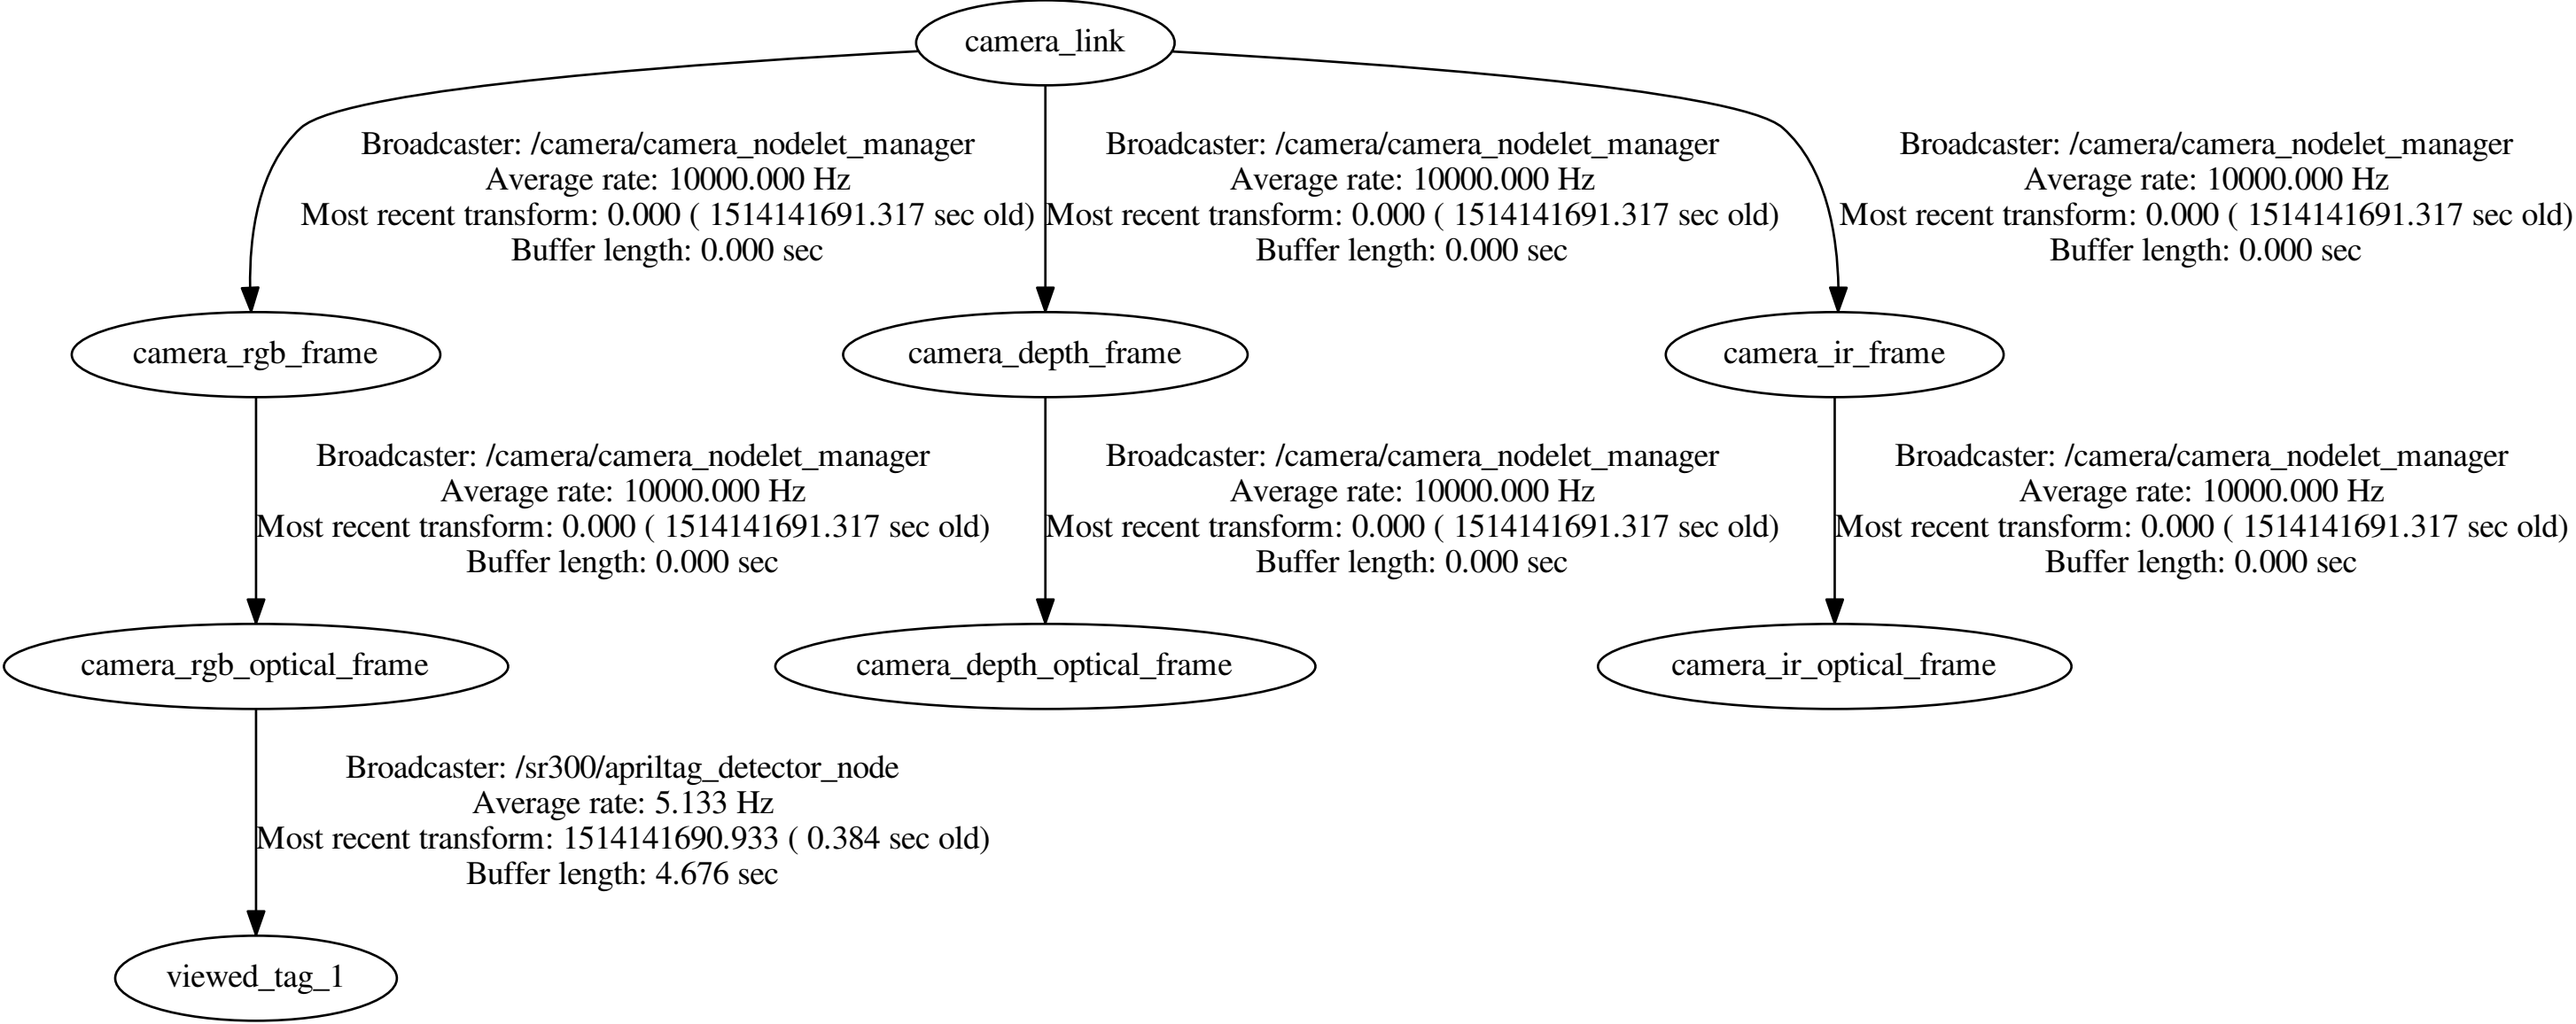 camera_link
Broadcaster: /camera/camera_nodelet_manager
Average rate: 10000.000 Hz
Most recent transform: 0.000 ( 1514141691.317 sec old)
Buffer length: 0.000 sec
Broadcaster: /camera/camera_nodelet_manager
Average rate: 10000.000 Hz
Most recent transform: 0.000 ( 1514141691.317 sec old)
Buffer length: 0.000 sec
Broadcaster: /camera/camera_nodelet_manager
Average rate: 10000.000 Hz
Most recent transform: 0.000 ( 1514141691.317 sec old)
Buffer length: 0.000 sec
camera_rgb_frame
camera_depth_frame
camera_ir_frame
Broadcaster: /camera/camera_nodelet_manager
Average rate: 10000.000 Hz
Most recent transform: 0.000 ( 1514141691.317 sec old)
Buffer length: 0.000 sec
Broadcaster: /camera/camera_nodelet_manager
Average rate: 10000.000 Hz
Most recent transform: 0.000 ( 1514141691.317 sec old)
Buffer length: 0.000 sec
Broadcaster: /camera/camera_nodelet_manager
Average rate: 10000.000 Hz
Most recent transform: 0.000 ( 1514141691.317 sec old)
Buffer length: 0.000 sec
camera_rgb_optical_frame
camera_depth_optical_frame
camera_ir_optical_frame
Broadcaster: /sr300/apriltag_detector_node
Average rate: 5.133 Hz
Most recent transform: 1514141690.933 ( 0.384 sec old)
Buffer length: 4.676 sec
viewed_tag_1